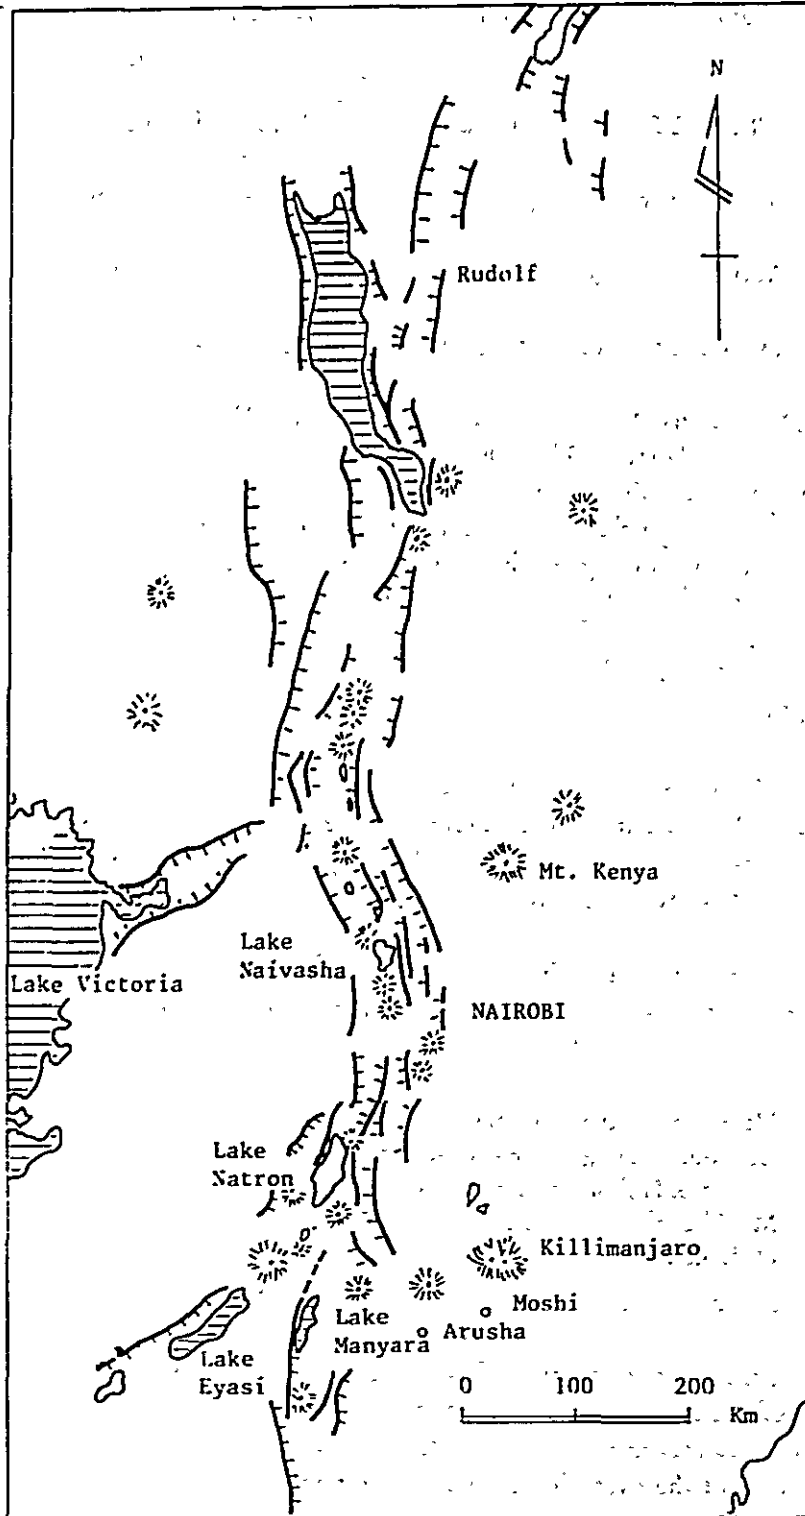 N
Rudolf
Mt. Kenya
Lake
Naivasha
Lake Victoria
NAIROBI
Lake
Natron
Killimanjaro
Moshi
Lake
Manyara
Arusha
Lake
Eyasi
0 100 200
Km